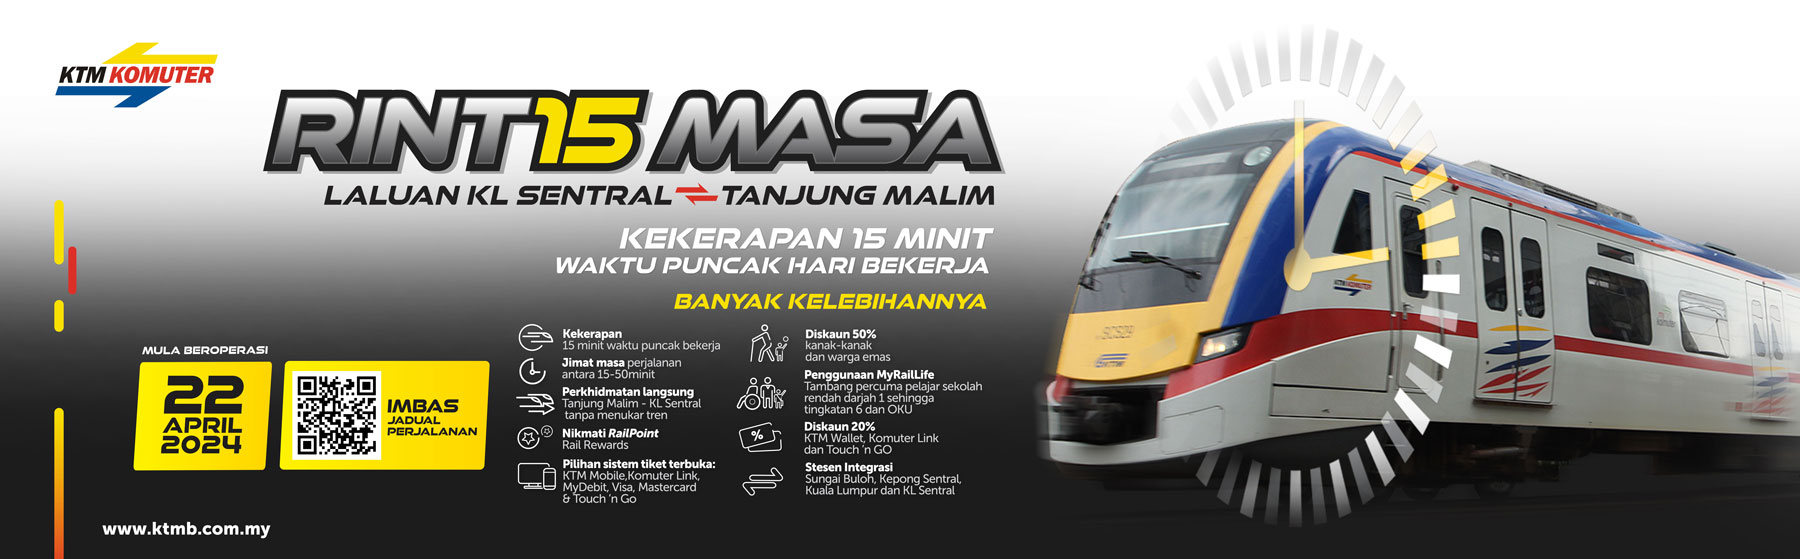 KTM KOMUTER
RINT15 MASA
LALUAN KL SENTRAL TANJUNG MALIM
KEKERAPAN 15 MINIT
WAKTU PUNCAK HARI BEKERJA
BANYAK KELEBIHANNYA
MULA BEROPERASI
22
APRIL
2024
IMBAS
JADUAL
PERJALANAN
www.ktmb.com.my
Kekerapan
15 minit waktu puncak bekerja
Jimat masa perjalanan
antara 15-50minit
Perkhidmatan langsung
Tanjung Malim - KL Sentral
tanpa menukar tren
Nikmati RailPoint
Rail Rewards
Pilihan sistem tiket terbuka:
KTM Mobile,Komuter Link,
MyDebit, Visa, Mastercard
& Touch 'n Go
Diskaun 50%
kanak-kanak
dan warga emas
Penggunaan MyRailLife
Tambang percuma pelajar sekolah
rendah darjah 1 sehingga
tingkatan 6 dan OKU
%
Diskaun 20%
KTM Wallet, Komuter Link
dan Touch 'n GO
Stesen Integrasi
Sungai Buloh, Kepong Sentral,
Kuala Lumpur dan KL Sentral
KTM KOMUTER
komuter